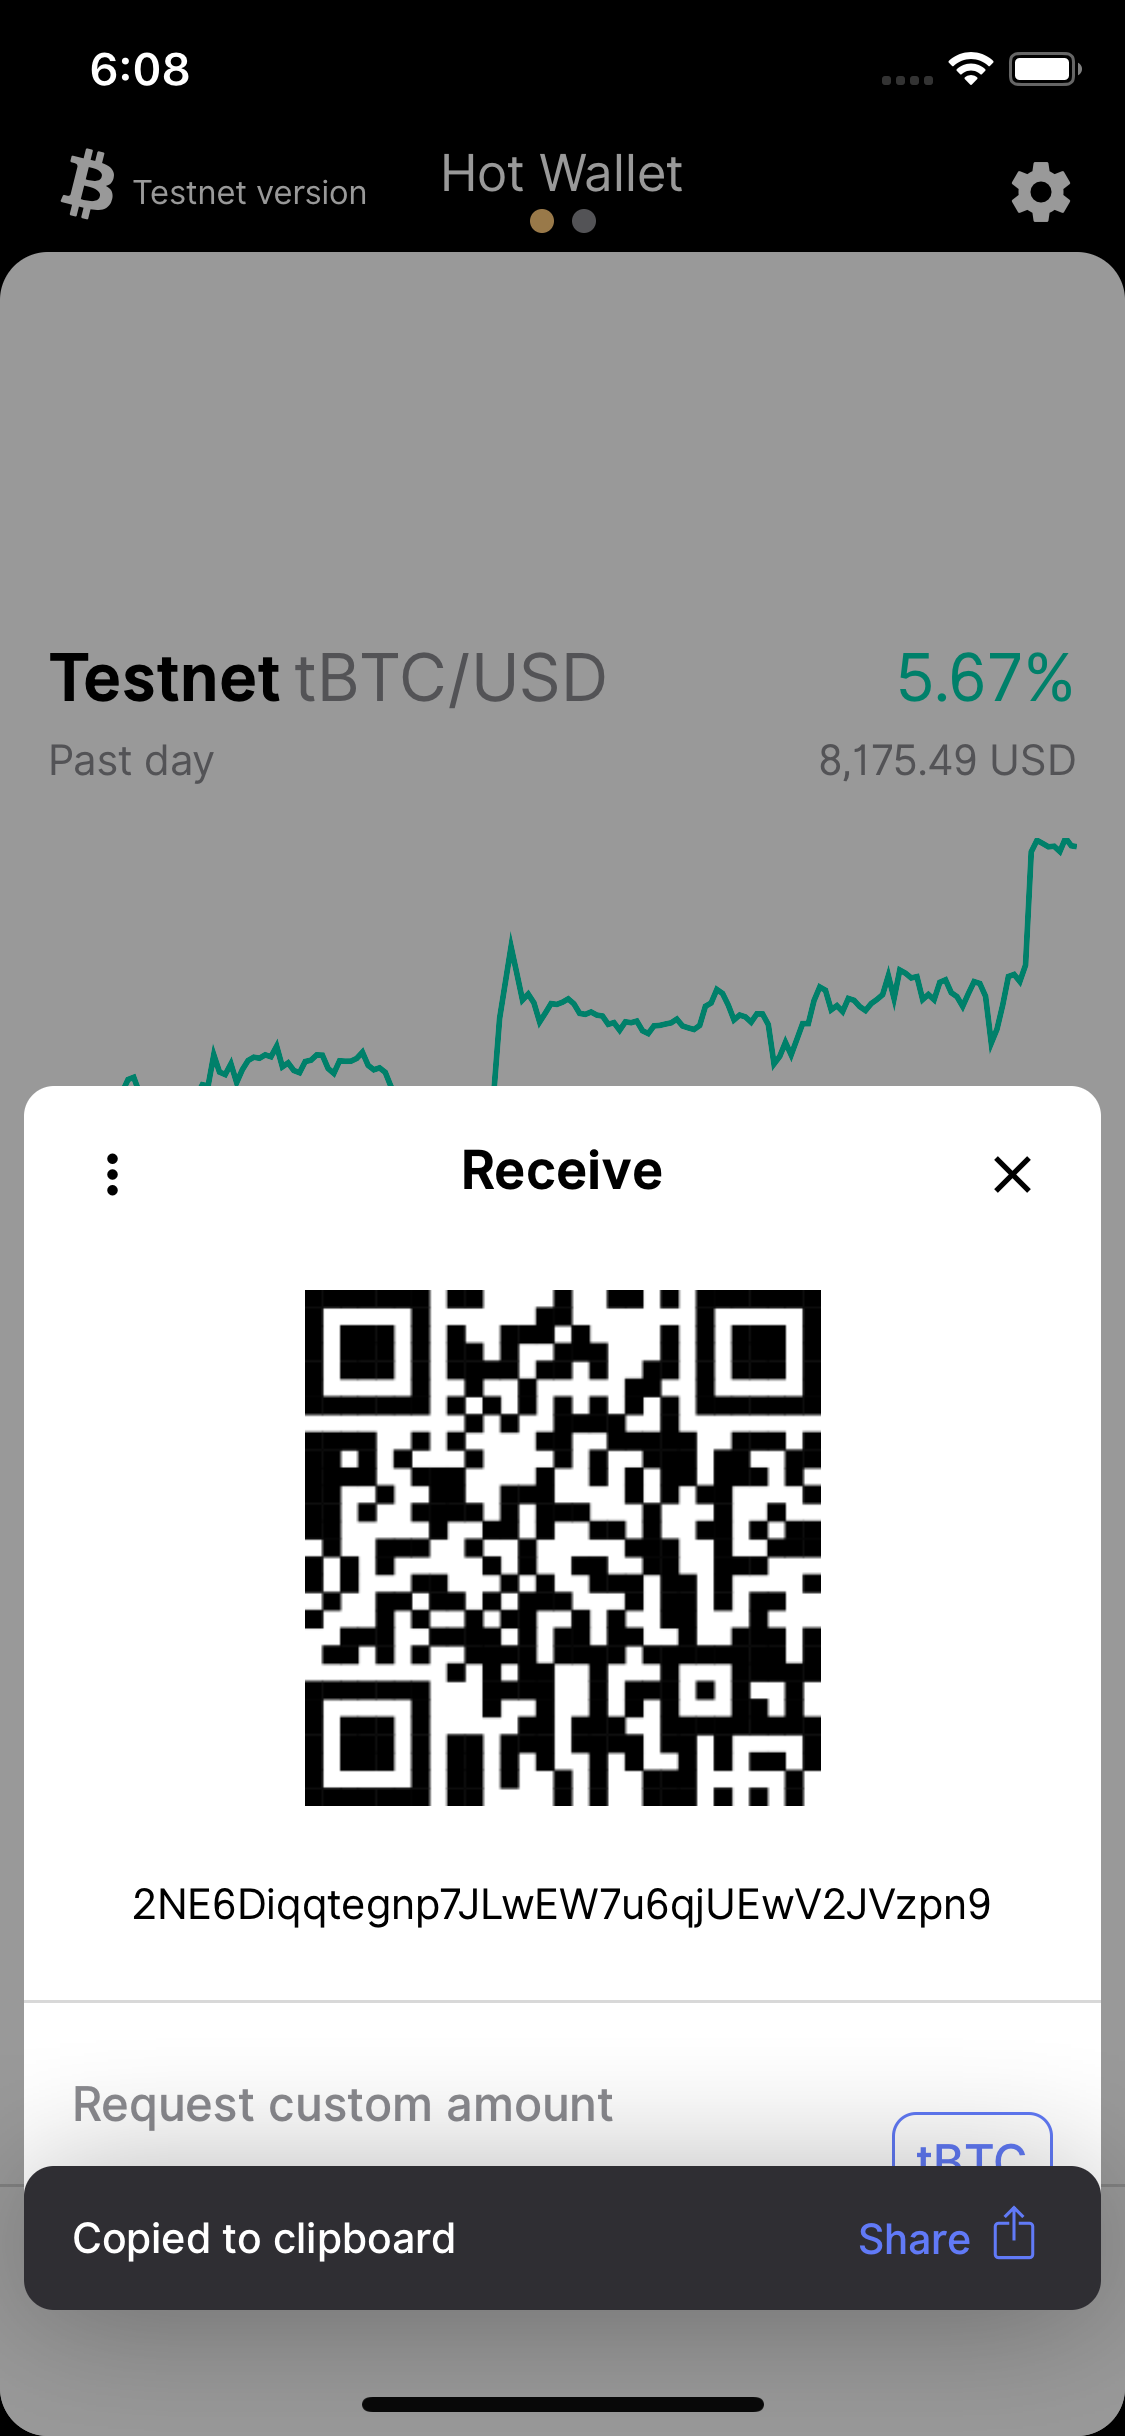 6:08
Testnet version
Hot Wallet
Testnet tBTC/USD
5.67%
Past day
8,175.49 USD
Receive
2NE6Diqqtegnp7JLwEW7u6qjUEwV2JVzpn9
Request custom amount
tBTC
Copied to clipboard
Share